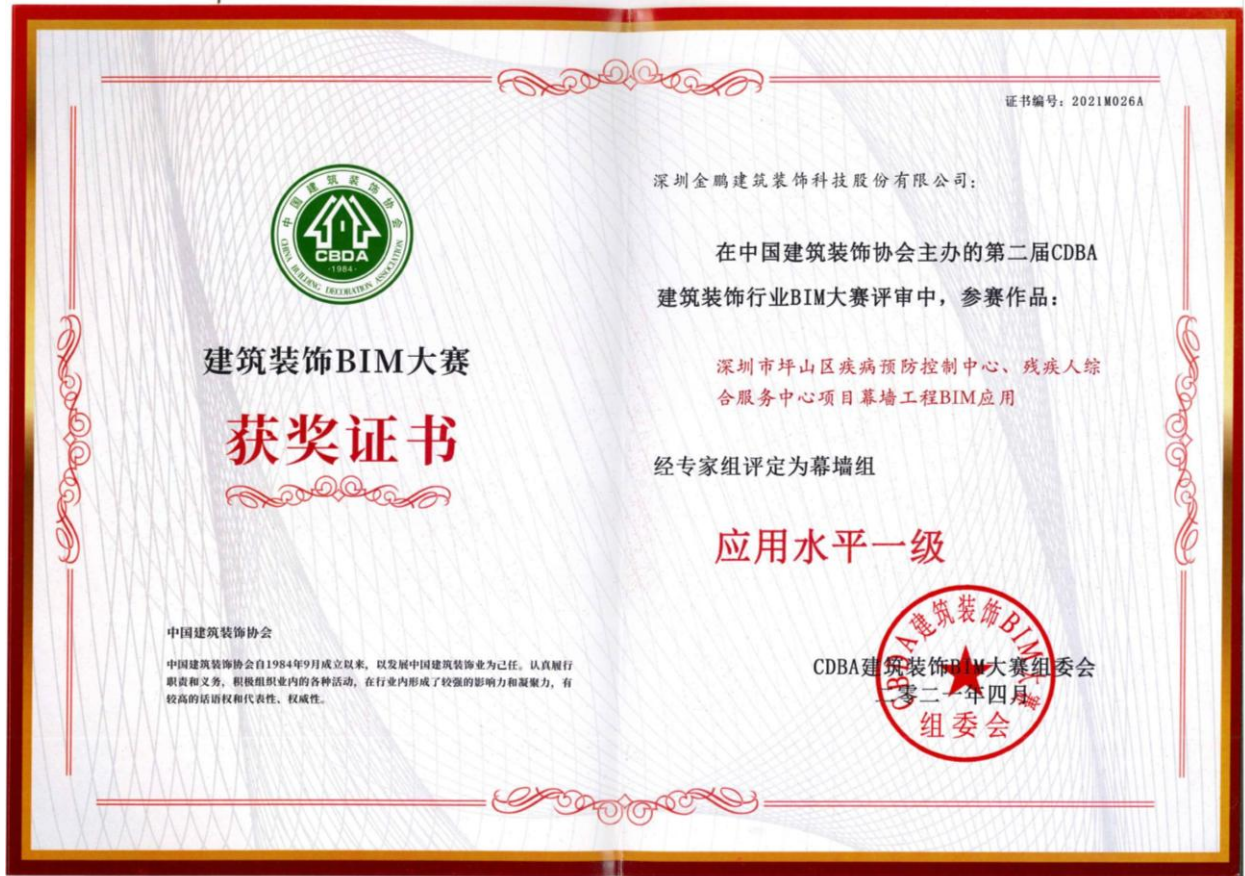 中国建筑装饰协会
CBDA
·1984·
CHINA BUILDING DECORATION ASSOCIATION
建筑装饰BIM大赛
获奖证书
中国建筑装饰协会
中国建筑装饰协会自1984年9月成立以来，以发展中国建筑装饰业为己任。认真履行
职责和义务，积极组织业内的各种活动，在行业内形成了较强的影响力和凝聚力，有
较高的话语权和代表性、权威性。
证书编号：2021M026A
深圳金鹏建筑装饰科技股份有限公司：
在中国建筑装饰协会主办的第二届CDBA
建筑装饰行业BIM大赛评审中，参赛作品：
深圳市坪山区疾病预防控制中心、残疾人综
合服务中心项目幕墙工程BIM应用
经专家组评定为幕墙组
应用水平一级
CDBA建筑装饰BIM大赛组委会
二零二一年四月
CBDA建筑装饰BIM大赛
组委会